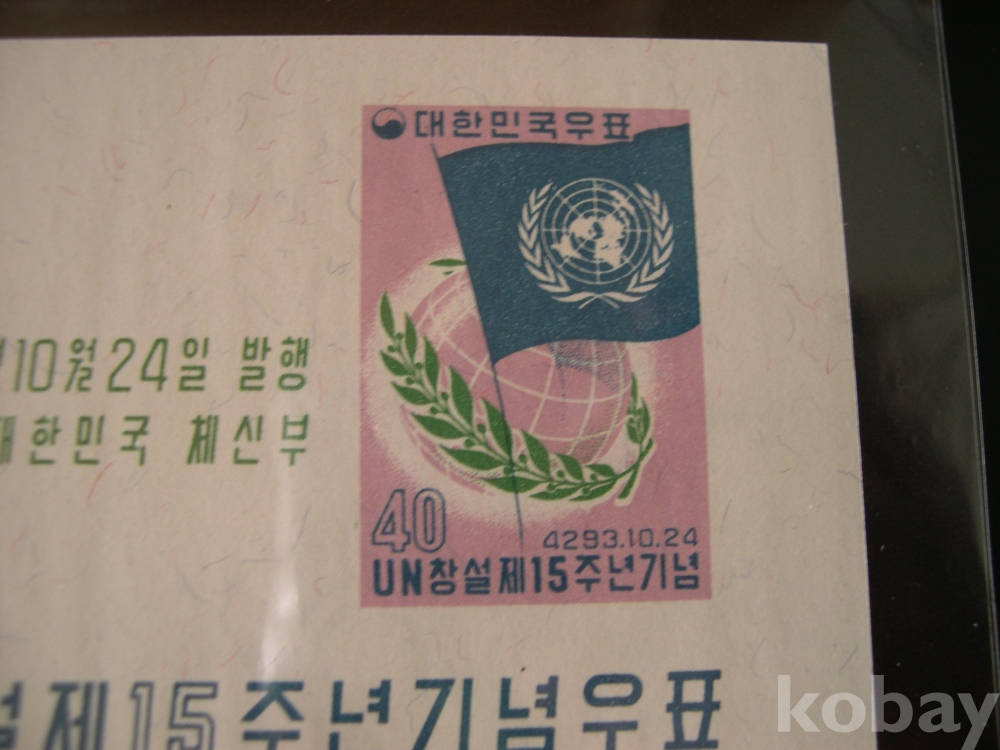 대한민국우표
10월24일 발행
대한민국 체신부
40
4293.10.24
UN창설제15주년기념
설제15주년기념우표
kobay